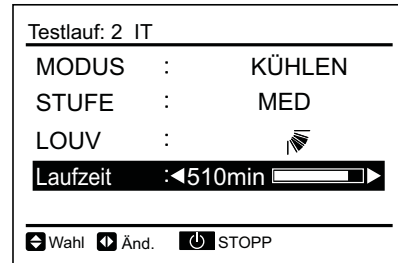 Testlauf: 2 IT
MODUS : KÜHLEN
STUFE : MED
LOUV :
Laufzeit :◀510min ▶
Wahl Änd. STOPP